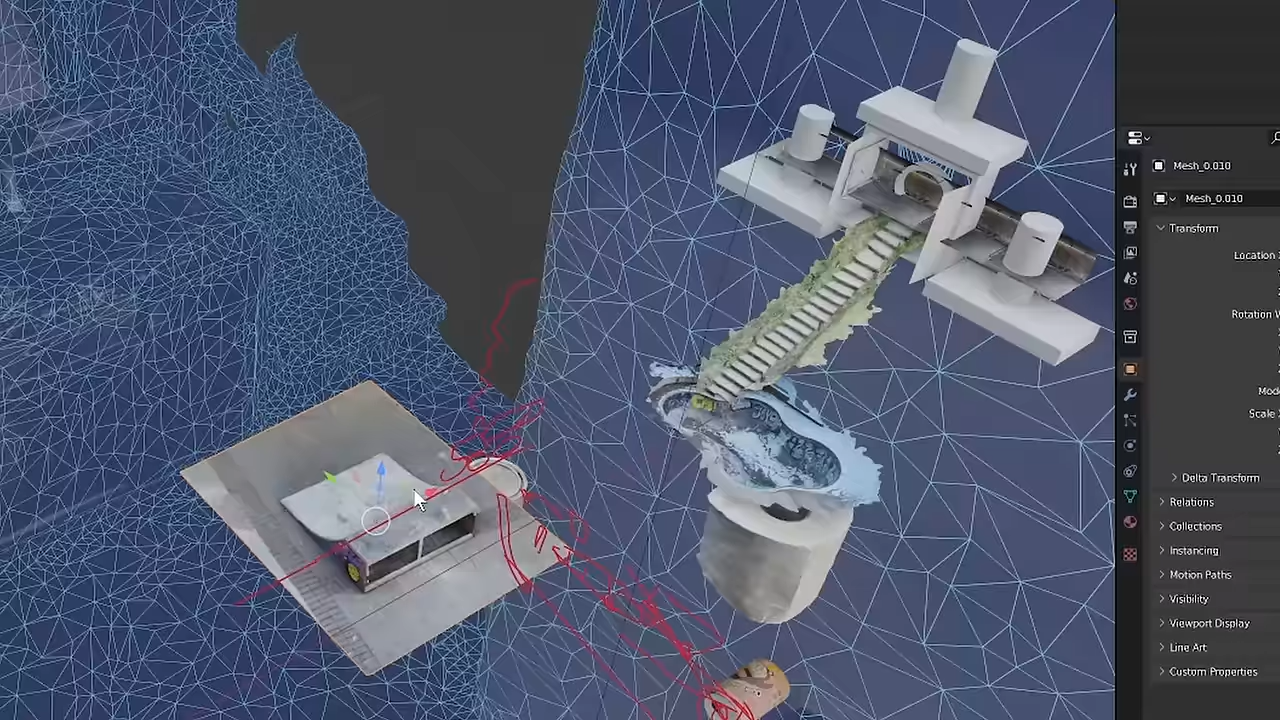 Mesh_0.010
Mesh_0.010
Transform
Location
Rotation
Mod
Scale
Delta Transform
Relations
Collections
Instancing
Motion Paths
Visibility
Viewport Display
Line Art
Custom Properties